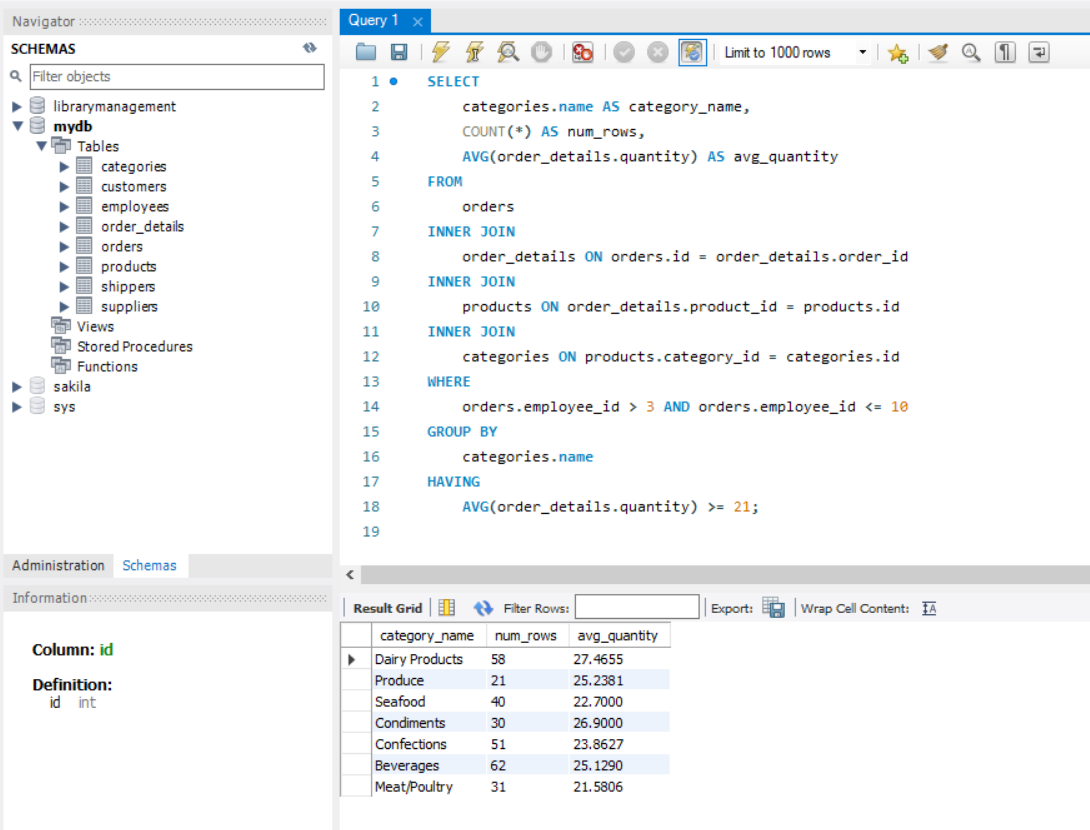 Navigator
SCHEMAS
Filter objects
librarymanagement
mydb
Tables
categories
customers
employees
order_details
orders
products
shippers
suppliers
Views
Stored Procedures
Functions
sakila
sys
Administration Schemas
Information
Column: id
Definition:
id int
Query 1
Limit to 1000 rows
1 SELECT
2 categories.name AS category_name,
3 COUNT(*) AS num_rows,
4 AVG(order_details.quantity) AS avg_quantity
5 FROM
6 orders
7 INNER JOIN
8 order_details ON orders.id = order_details.order_id
9 INNER JOIN
10 products ON order_details.product_id = products.id
11 INNER JOIN
12 categories ON products.category_id = categories.id
13 WHERE
14 orders.employee_id > 3 AND orders.employee_id <= 10
15 GROUP BY
16 categories.name
17 HAVING
18 AVG(order_details.quantity) >= 21;
19
Result Grid Filter Rows: Export: Wrap Cell Content:
category_name num_rows avg_quantity
Dairy Products 58 27.4655
Produce 21 25.2381
Seafood 40 22.7000
Condiments 30 26.9000
Confections 51 23.8627
Beverages 62 25.1290
Meat/Poultry 31 21.5806